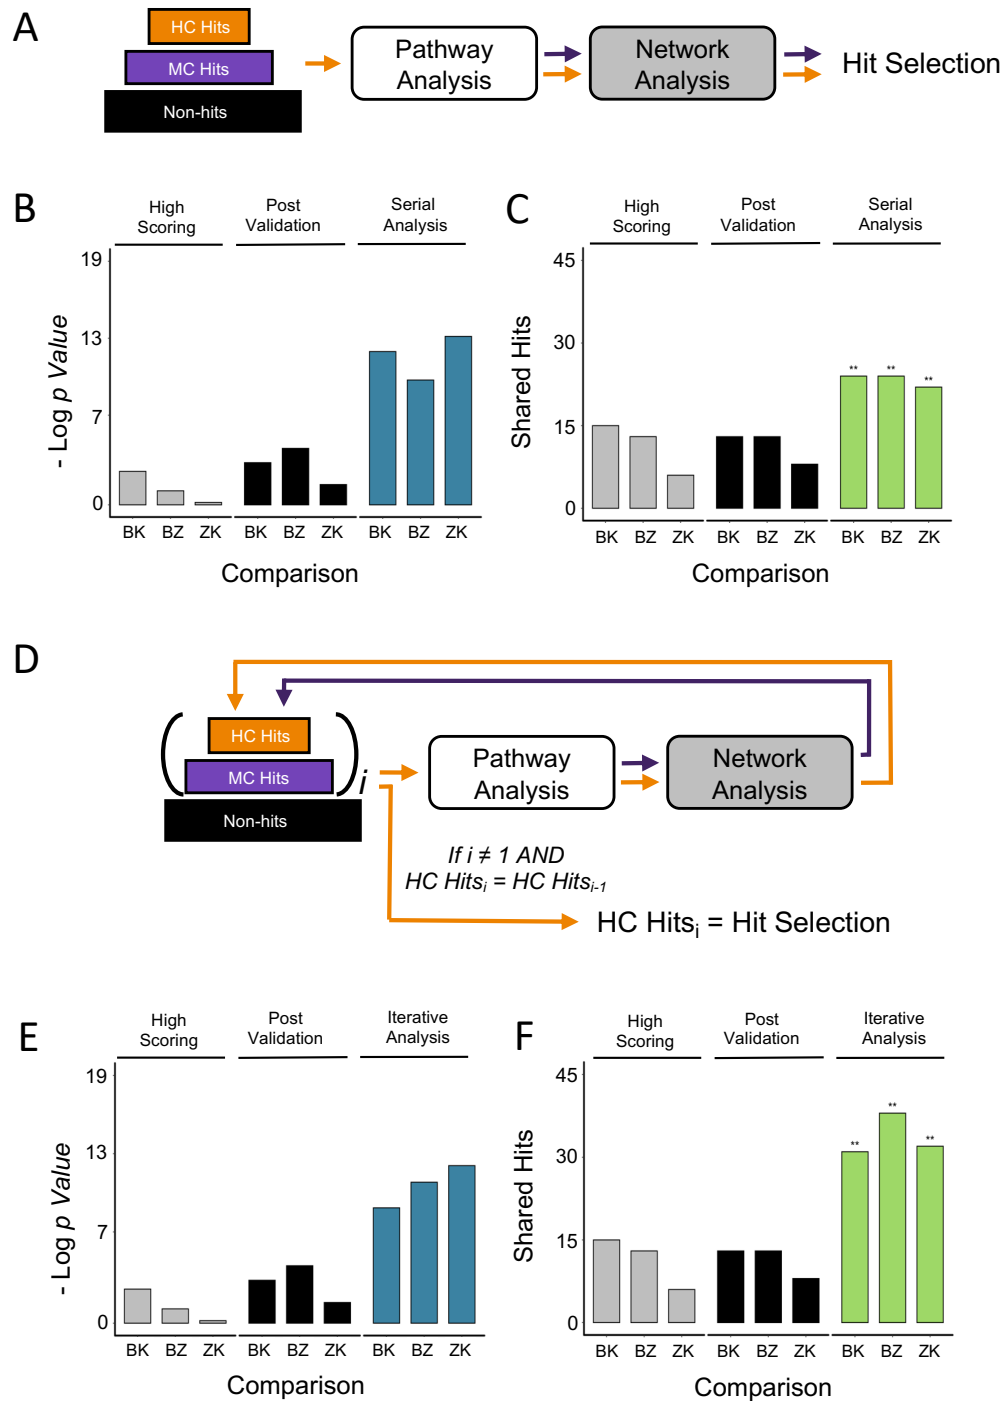 A
HC Hits
MC Hits
Non-hits
Pathway
Analysis
Network
Analysis
Hit Selection
B
High
Scoring
Post
Validation
Serial
Analysis
19
13
7
0
- Log p Value
BK BZ ZK BK BZ ZK BK BZ ZK
Comparison
C
High
Scoring
Post
Validation
Serial
Analysis
45
30
15
0
Shared Hits
** ** **
BK BZ ZK BK BZ ZK BK BZ ZK
Comparison
D
HC Hits
MC Hits
Non-hits
i
Pathway
Analysis
Network
Analysis
If i ≠ 1 AND
HC Hitsᵢ = HC Hitsᵢ₋₁
HC Hitsᵢ = Hit Selection
E
High
Scoring
Post
Validation
Iterative
Analysis
19
13
7
0
- Log p Value
BK BZ ZK BK BZ ZK BK BZ ZK
Comparison
F
High
Scoring
Post
Validation
Iterative
Analysis
45
30
15
0
Shared Hits
** ** **
BK BZ ZK BK BZ ZK BK BZ ZK
Comparison